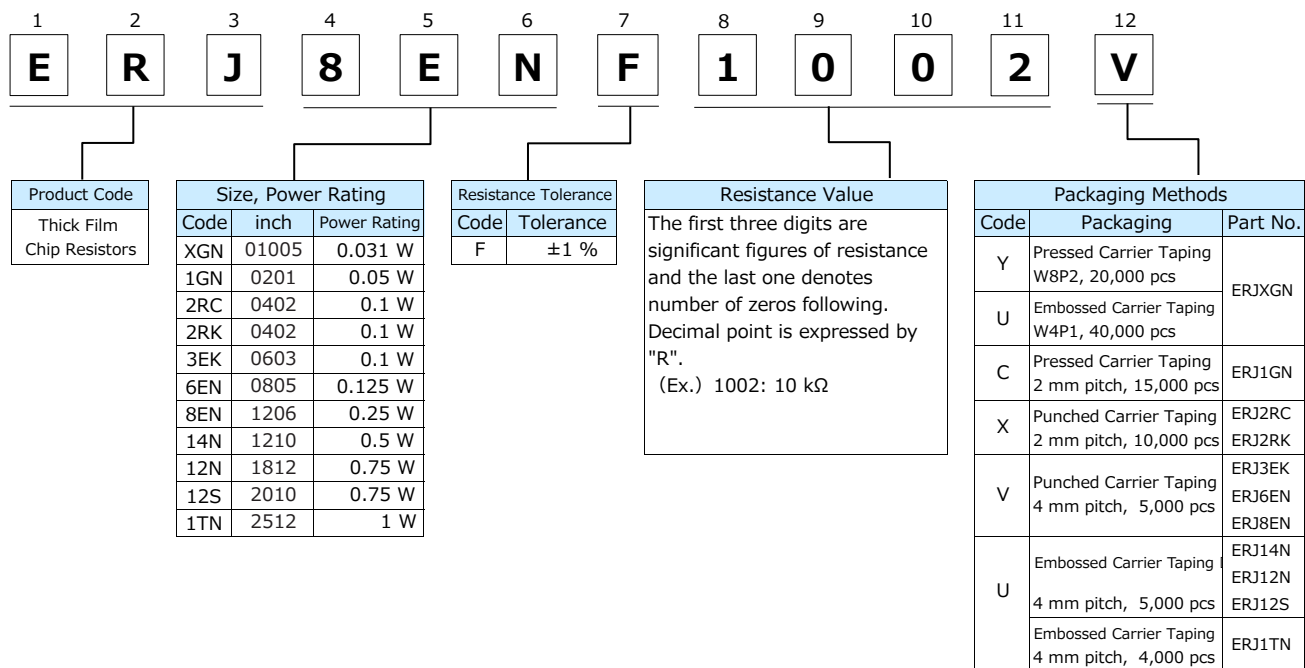 1 2 3 4 5 6 7 8 9 10 11 12
E R J 8 E N F 1 0 0 2 V
Product Code
Thick Film
Chip Resistors
Size, Power Rating
Code inch Power Rating
XGN 01005 0.031 W
1GN 0201 0.05 W
2RC 0402 0.1 W
2RK 0402 0.1 W
3EK 0603 0.1 W
6EN 0805 0.125 W
8EN 1206 0.25 W
14N 1210 0.5 W
12N 1812 0.75 W
12S 2010 0.75 W
1TN 2512 1 W
Resistance Tolerance
Code Tolerance
F ±1 %
Resistance Value
The first three digits are
significant figures of resistance
and the last one denotes
number of zeros following.
Decimal point is expressed by
"R".
(Ex.) 1002: 10 kΩ
Packaging Methods
Code Packaging Part No.
Y Pressed Carrier Taping
W8P2, 20,000 pcs
ERJXGN
U Embossed Carrier Taping
W4P1, 40,000 pcs
C Pressed Carrier Taping
2 mm pitch, 15,000 pcs
ERJ1GN
X Punched Carrier Taping
2 mm pitch, 10,000 pcs
ERJ2RC
ERJ2RK
V Punched Carrier Taping
4 mm pitch, 5,000 pcs
ERJ3EK
ERJ6EN
ERJ8EN
U Embossed Carrier Taping
4 mm pitch, 5,000 pcs
ERJ14N
ERJ12N
ERJ12S
Embossed Carrier Taping
4 mm pitch, 4,000 pcs
ERJ1TN